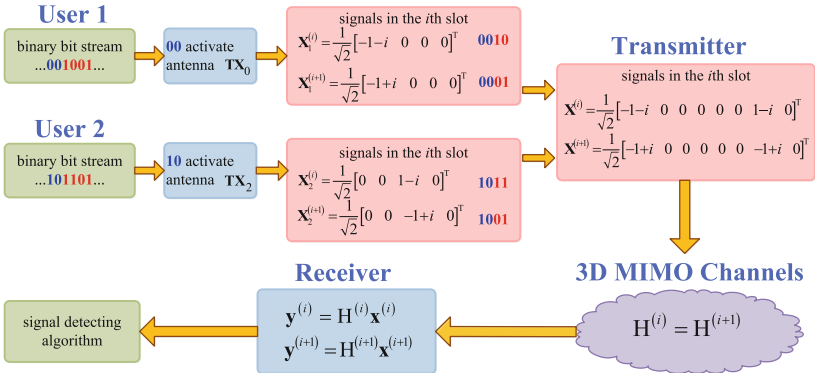 User 1
binary bit stream
...001001...
00 activate
antenna TX₀
signals in the ith slot
X₁⁽ⁱ⁾=1/√2[−1−i 0 0 0]ᵀ 0010
X₁⁽ⁱ⁺¹⁾=1/√2[−1+i 0 0 0]ᵀ 0001
User 2
binary bit stream
...101101...
10 activate
antenna TX₂
signals in the ith slot
X₂⁽ⁱ⁾=1/√2[0 0 1−i 0]ᵀ 1011
X₂⁽ⁱ⁺¹⁾=1/√2[0 0 −1+i 0]ᵀ 1001
Transmitter
signals in the ith slot
X⁽ⁱ⁾=1/√2[−1−i 0 0 0 0 0 1−i 0]ᵀ
X⁽ⁱ⁺¹⁾=1/√2[−1+i 0 0 0 0 0 −1+i 0]ᵀ
3D MIMO Channels
H⁽ⁱ⁾ = H⁽ⁱ⁺¹⁾
Receiver
y⁽ⁱ⁾ = H⁽ⁱ⁾x⁽ⁱ⁾
y⁽ⁱ⁺¹⁾=H⁽ⁱ⁺¹⁾x⁽ⁱ⁺¹⁾
signal detecting
algorithm